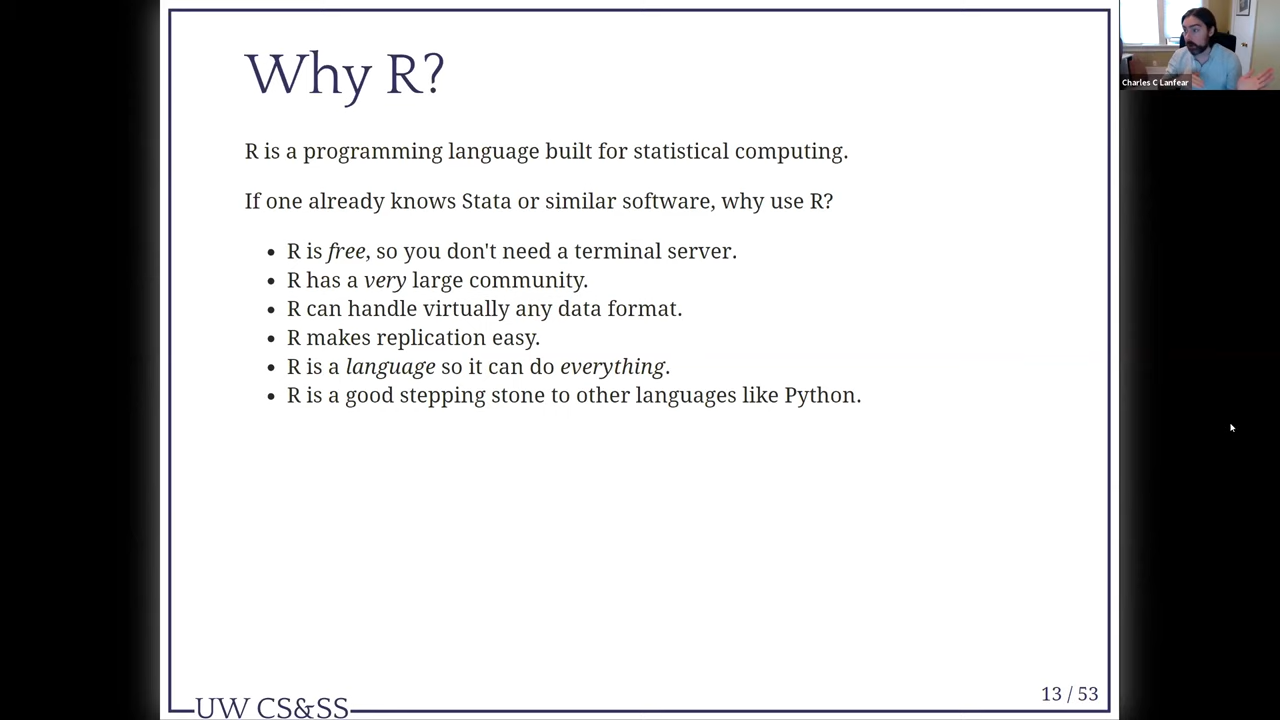 Why R?
Charles C Lanfear
R is a programming language built for statistical computing.
If one already knows Stata or similar software, why use R?
• R is free, so you don't need a terminal server.
• R has a very large community.
• R can handle virtually any data format.
• R makes replication easy.
• R is a language so it can do everything.
• R is a good stepping stone to other languages like Python.
13 / 53
UW CS&SS